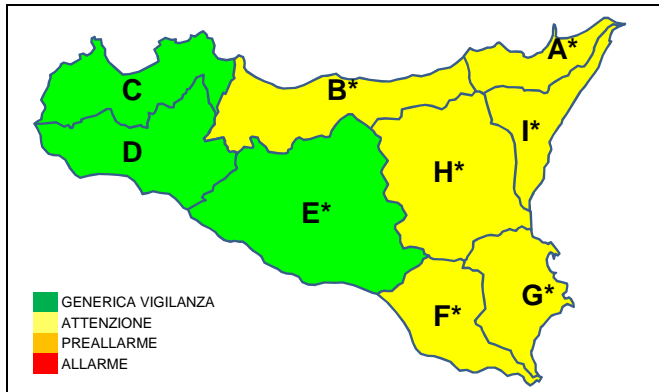 A*
C
B*
I*
D
H*
E*
G*
F*
GENERICA VIGILANZA
ATTENZIONE
PREALLARME
ALLARME